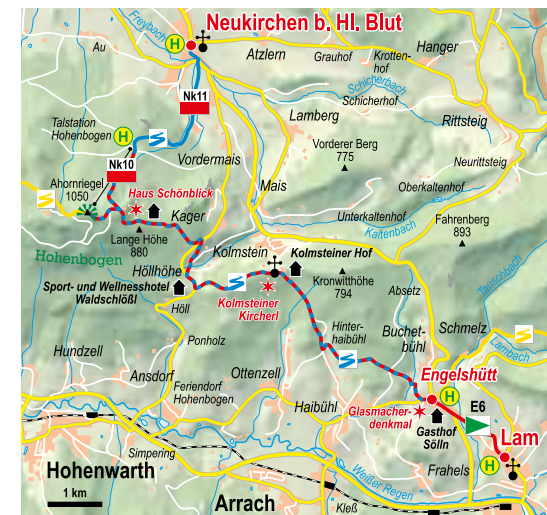 Neukirchen b. Hl. Blut
Freybach
H
Au
Atzlern
Grauhof
Krotten-
hof
Hanger
Schicherbach
Schicherhof
Nk11
Talstation
Hohenbogen
H
Lamberg
Rittsteig
Vorderer Berg
775
Nk10
Vordermais
Neurittsteig
Ahornriegel
1050
Haus Schönblick
Mais
Oberkaltenhof
Kager
Unterkaltenhof
Fahrenberg
893
Kaltenbach
Lange Höhe
880
Hohenbogen
Kolmstein
Kolmsteiner Hof
Höllhöhe
Kronwitthöhe
794
Tauschbach
Sport- und Wellnesshotel
Waldschlößl
Kolmsteiner
Kircherl
Absetz
Höll
Hinter-
haibühl
Buchet-
bühl
Schmelz
Lambach
Ponholz
Hundzell
Ottenzell
Engelshütt
Ansdorf
Feriendorf
Hohenbogen
H
E6
Haibühl
Glasmacher-
denkmal
Gasthof
Sölln
Lam
Simpering
H
Frahels
Hohenwarth
Weißer Regen
1 km
Arrach
Kleß